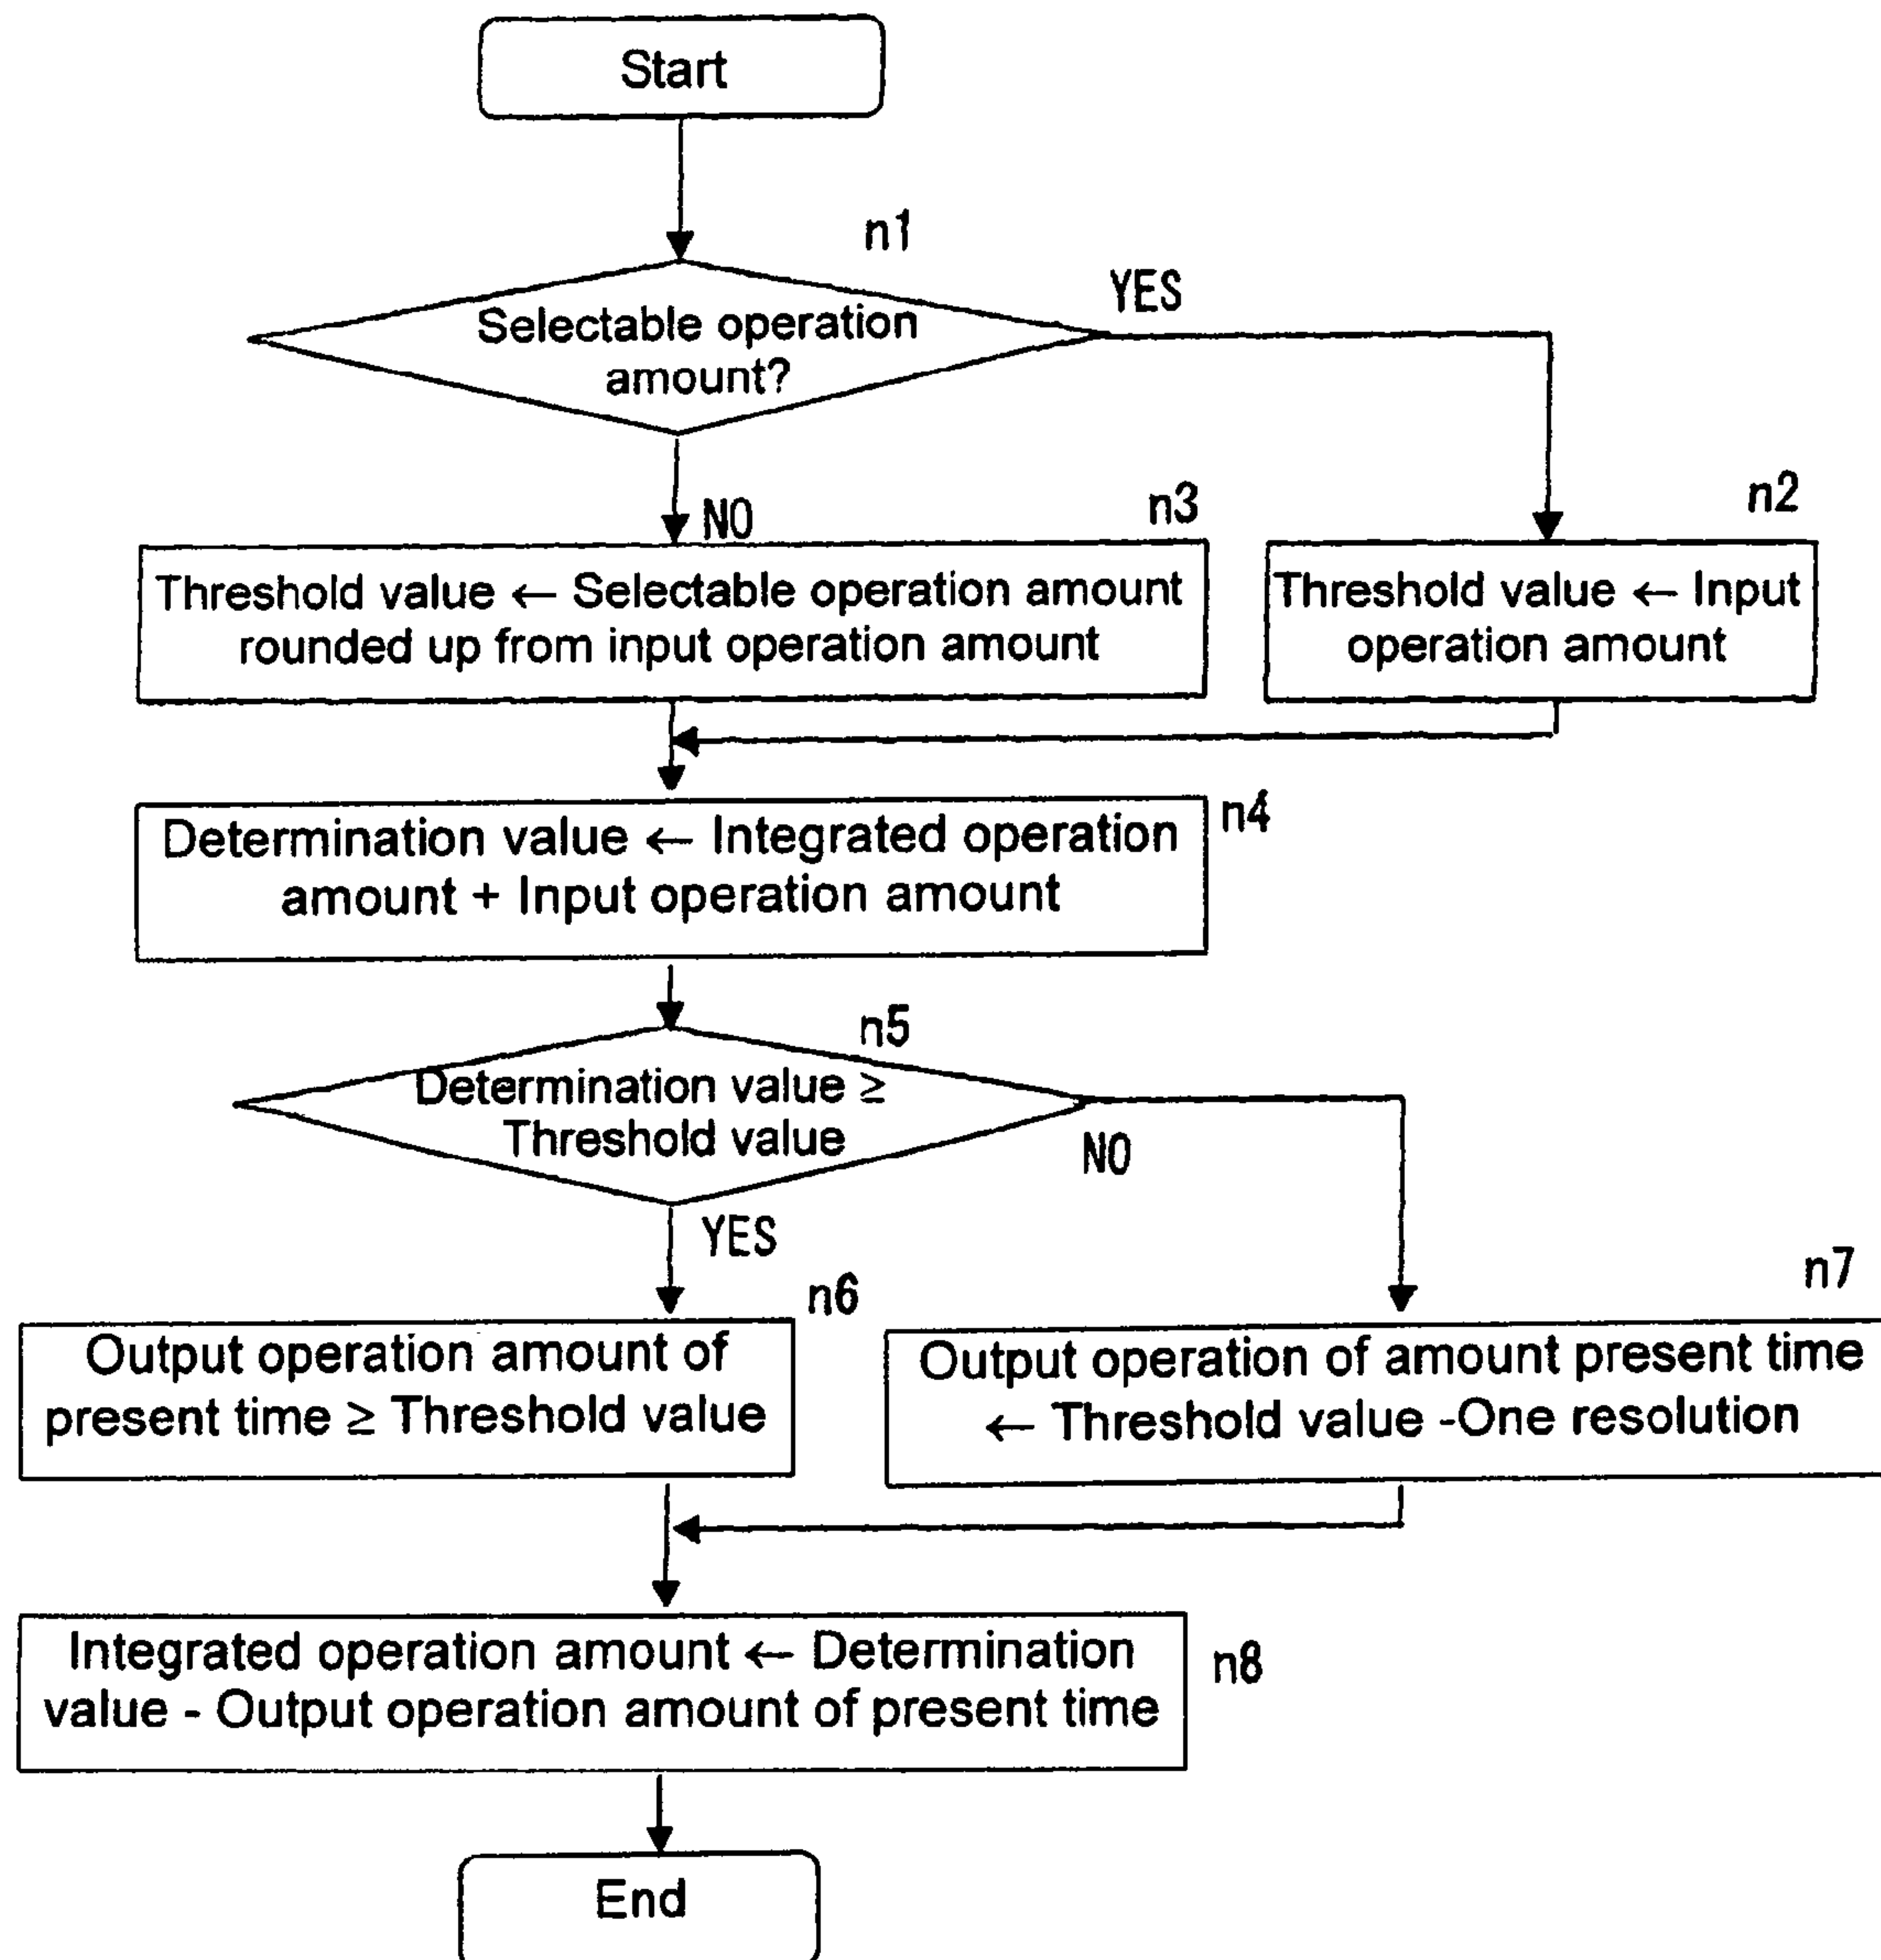 Start
n1
Selectable operation
amount?
YES
NO
n3
n2
Threshold value ← Selectable operation amount
rounded up from input operation amount
Threshold value ← Input
operation amount
Determination value ← Integrated operation
amount + Input operation amount
n4
n5
Determination value ≥
Threshold value
NO
YES
n6
n7
Output operation amount of
present time ≥ Threshold value
Output operation of amount present time
← Threshold value -One resolution
Integrated operation amount ← Determination
value - Output operation amount of present time
n8
End